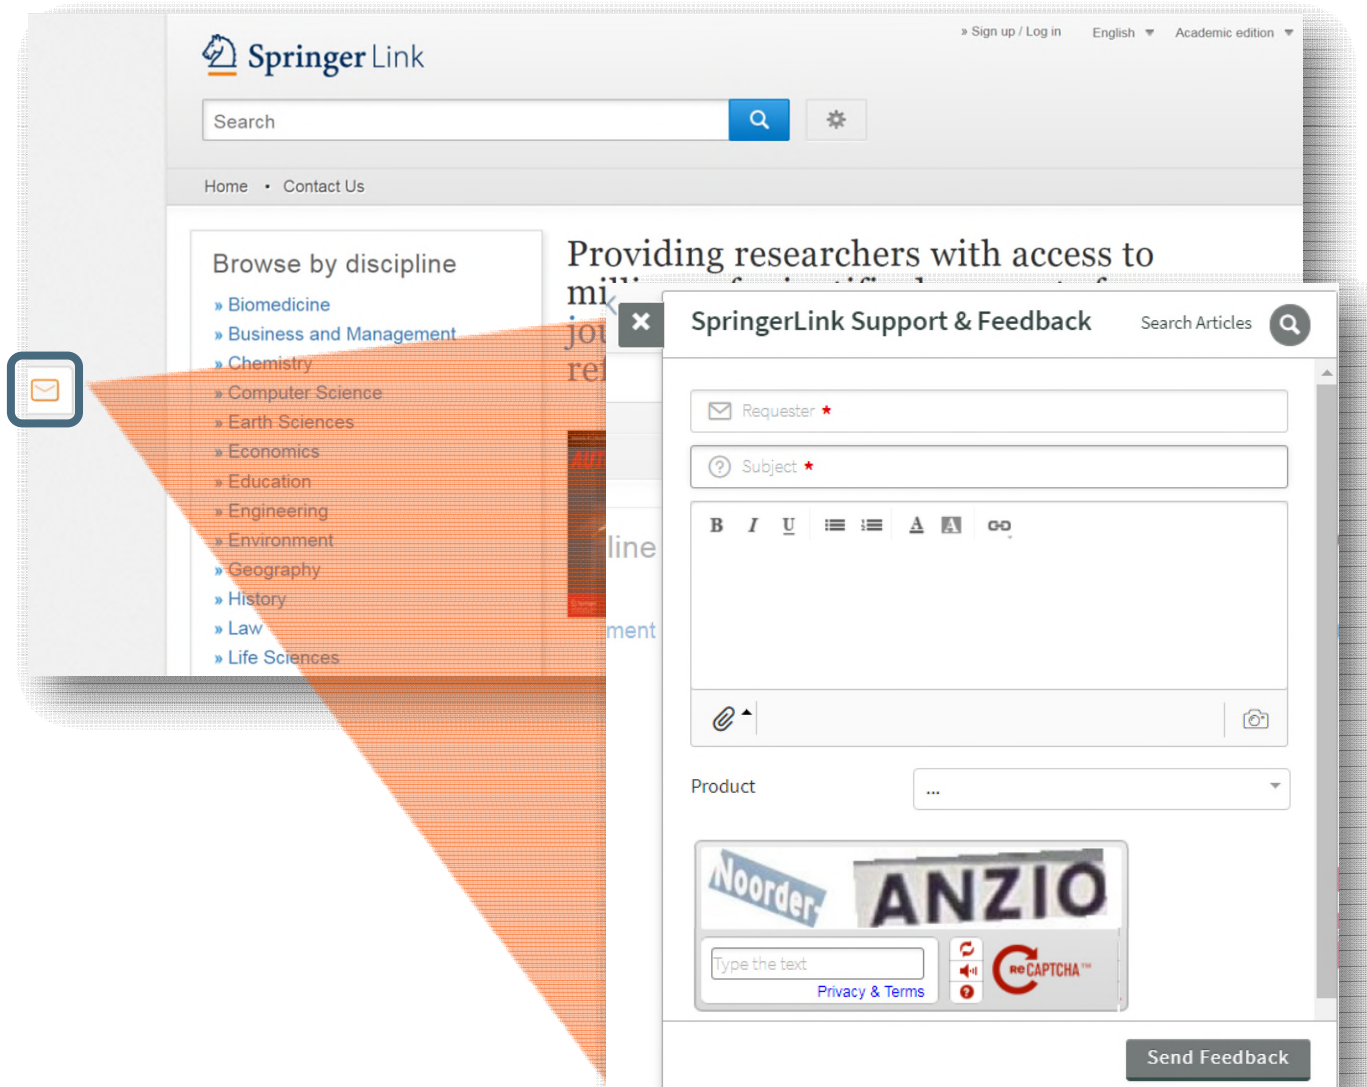 Springer Link
» Sign up / Log in English Academic edition
Search
Home • Contact Us
Browse by discipline
» Biomedicine
» Business and Management
» Chemistry
» Computer Science
» Earth Sciences
» Economics
» Education
» Engineering
» Environment
» Geography
» History
» Law
» Life Sciences
Providing researchers with access to
line
ment
SpringerLink Support & Feedback
Search Articles
Requester *
Subject *
B I U A A
Product
...
Noorder-
ANZIO
Type the text
Privacy & Terms
reCAPTCHA™
Send Feedback